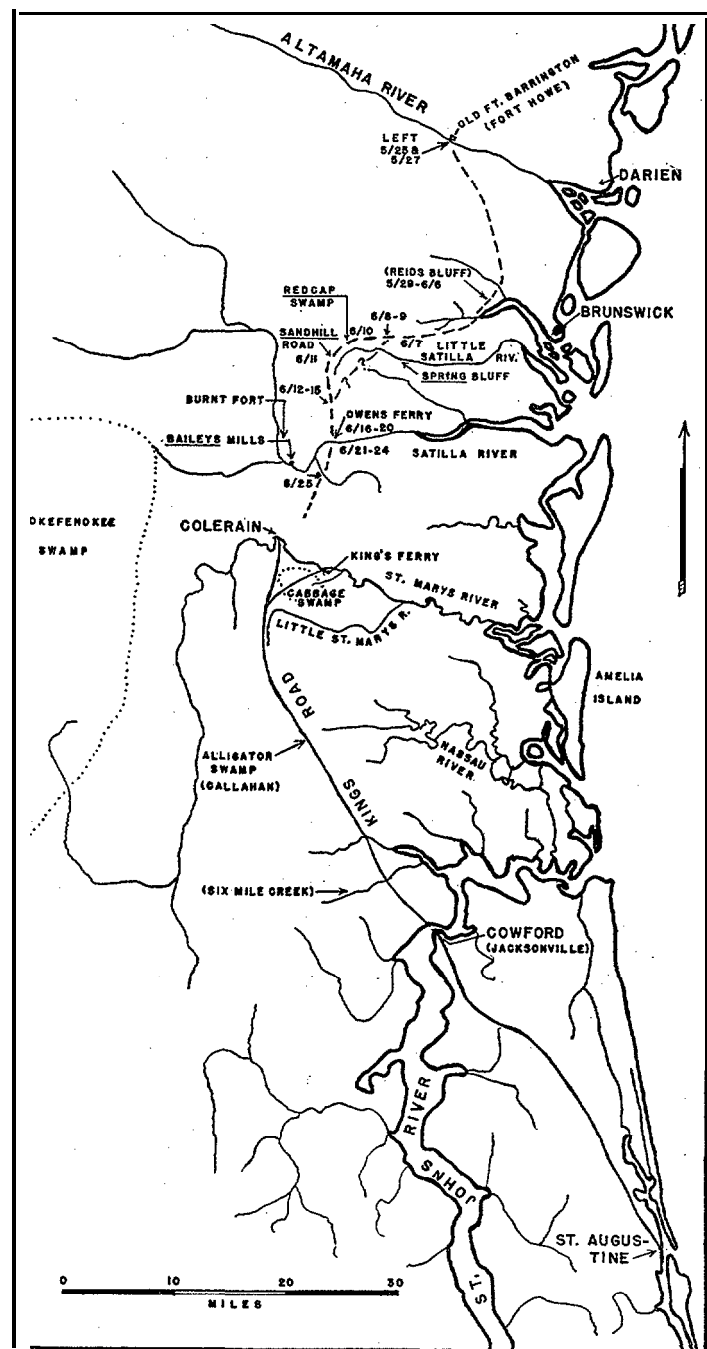 ALTAMAHA RIVER
OLD FT. BARRINGTON
(FORT HOWE)
LEFT
5/25 &
5/27
DARIEN
(REIDS BLUFF)
5/29-6/6
REDCAP
SWAMP
6/8-9
BRUNSWICK
6/10
6/7
SANDHILL
ROAD
6/11
LITTLE
SATILLA RIV.
?
SPRING BLUFF
6/12-15
BURNT FORT
OWENS FERRY
6/16-20
BAILEYS MILLS
6/21-24
SATILLA RIVER
6/25
OKEFENOKEE
SWAMP
COLERAIN
KING'S FERRY
ST. MARYS RIVER
CABBAGE
SWAMP
LITTLE ST. MARYS R.
AMELIA
ISLAND
KINGS ROAD
NASSAU
RIVER
ALLIGATOR
SWAMP
(CALLAHAN)
(SIX MILE CREEK)
COWFORD
(JACKSONVILLE)
ST. JOHNS RIVER
ST. AUGUS-
TINE
0 10 20 30
MILES